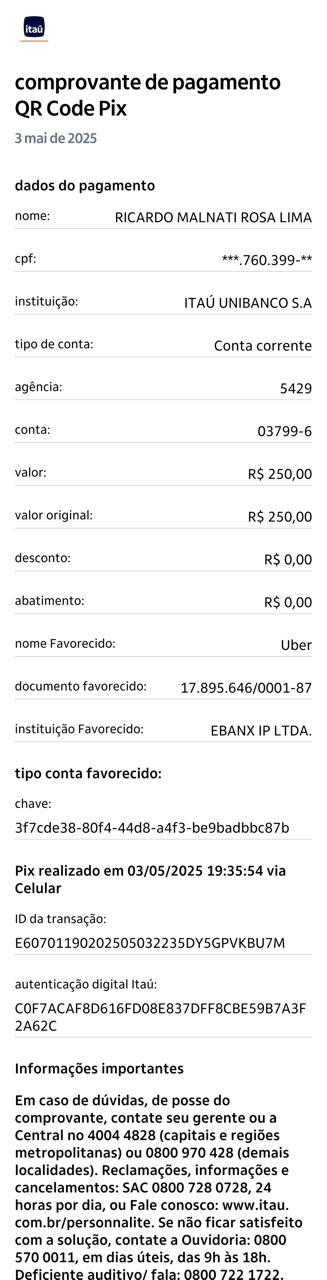 itaú
comprovante de pagamento
QR Code Pix
3 mai de 2025
dados do pagamento
nome: RICARDO MALNATI ROSA LIMA
cpf: ***.760.399-**
instituição: ITAÚ UNIBANCO S.A
tipo de conta: Conta corrente
agência: 5429
conta: 03799-6
valor: R$ 250,00
valor original: R$ 250,00
desconto: R$ 0,00
abatimento: R$ 0,00
nome Favorecido: Uber
documento favorecido: 17.895.646/0001-87
instituição Favorecido: EBANX IP LTDA.
tipo conta favorecido:
chave:
3f7cde38-80f4-44d8-a4f3-be9badbbc87b
Pix realizado em 03/05/2025 19:35:54 via
Celular
ID da transação:
E60701190202505032235DY5GPVKBU7M
autenticação digital Itaú:
C0F7ACAF8D616FD08E837DFF8CBE59B7A3F
2A62C
Informações importantes
Em caso de dúvidas, de posse do
comprovante, contate seu gerente ou a
Central no 4004 4828 (capitais e regiões
metropolitanas) ou 0800 970 428 (demais
localidades). Reclamações, informações e
cancelamentos: SAC 0800 728 0728, 24
horas por dia, ou Fale conosco: www.itau.
com.br/personnalite. Se não ficar satisfeito
com a solução, contate a Ouvidoria: 0800
570 0011, em dias úteis, das 9h às 18h.
Deficiente auditivo/ fala: 0800 722 1722.